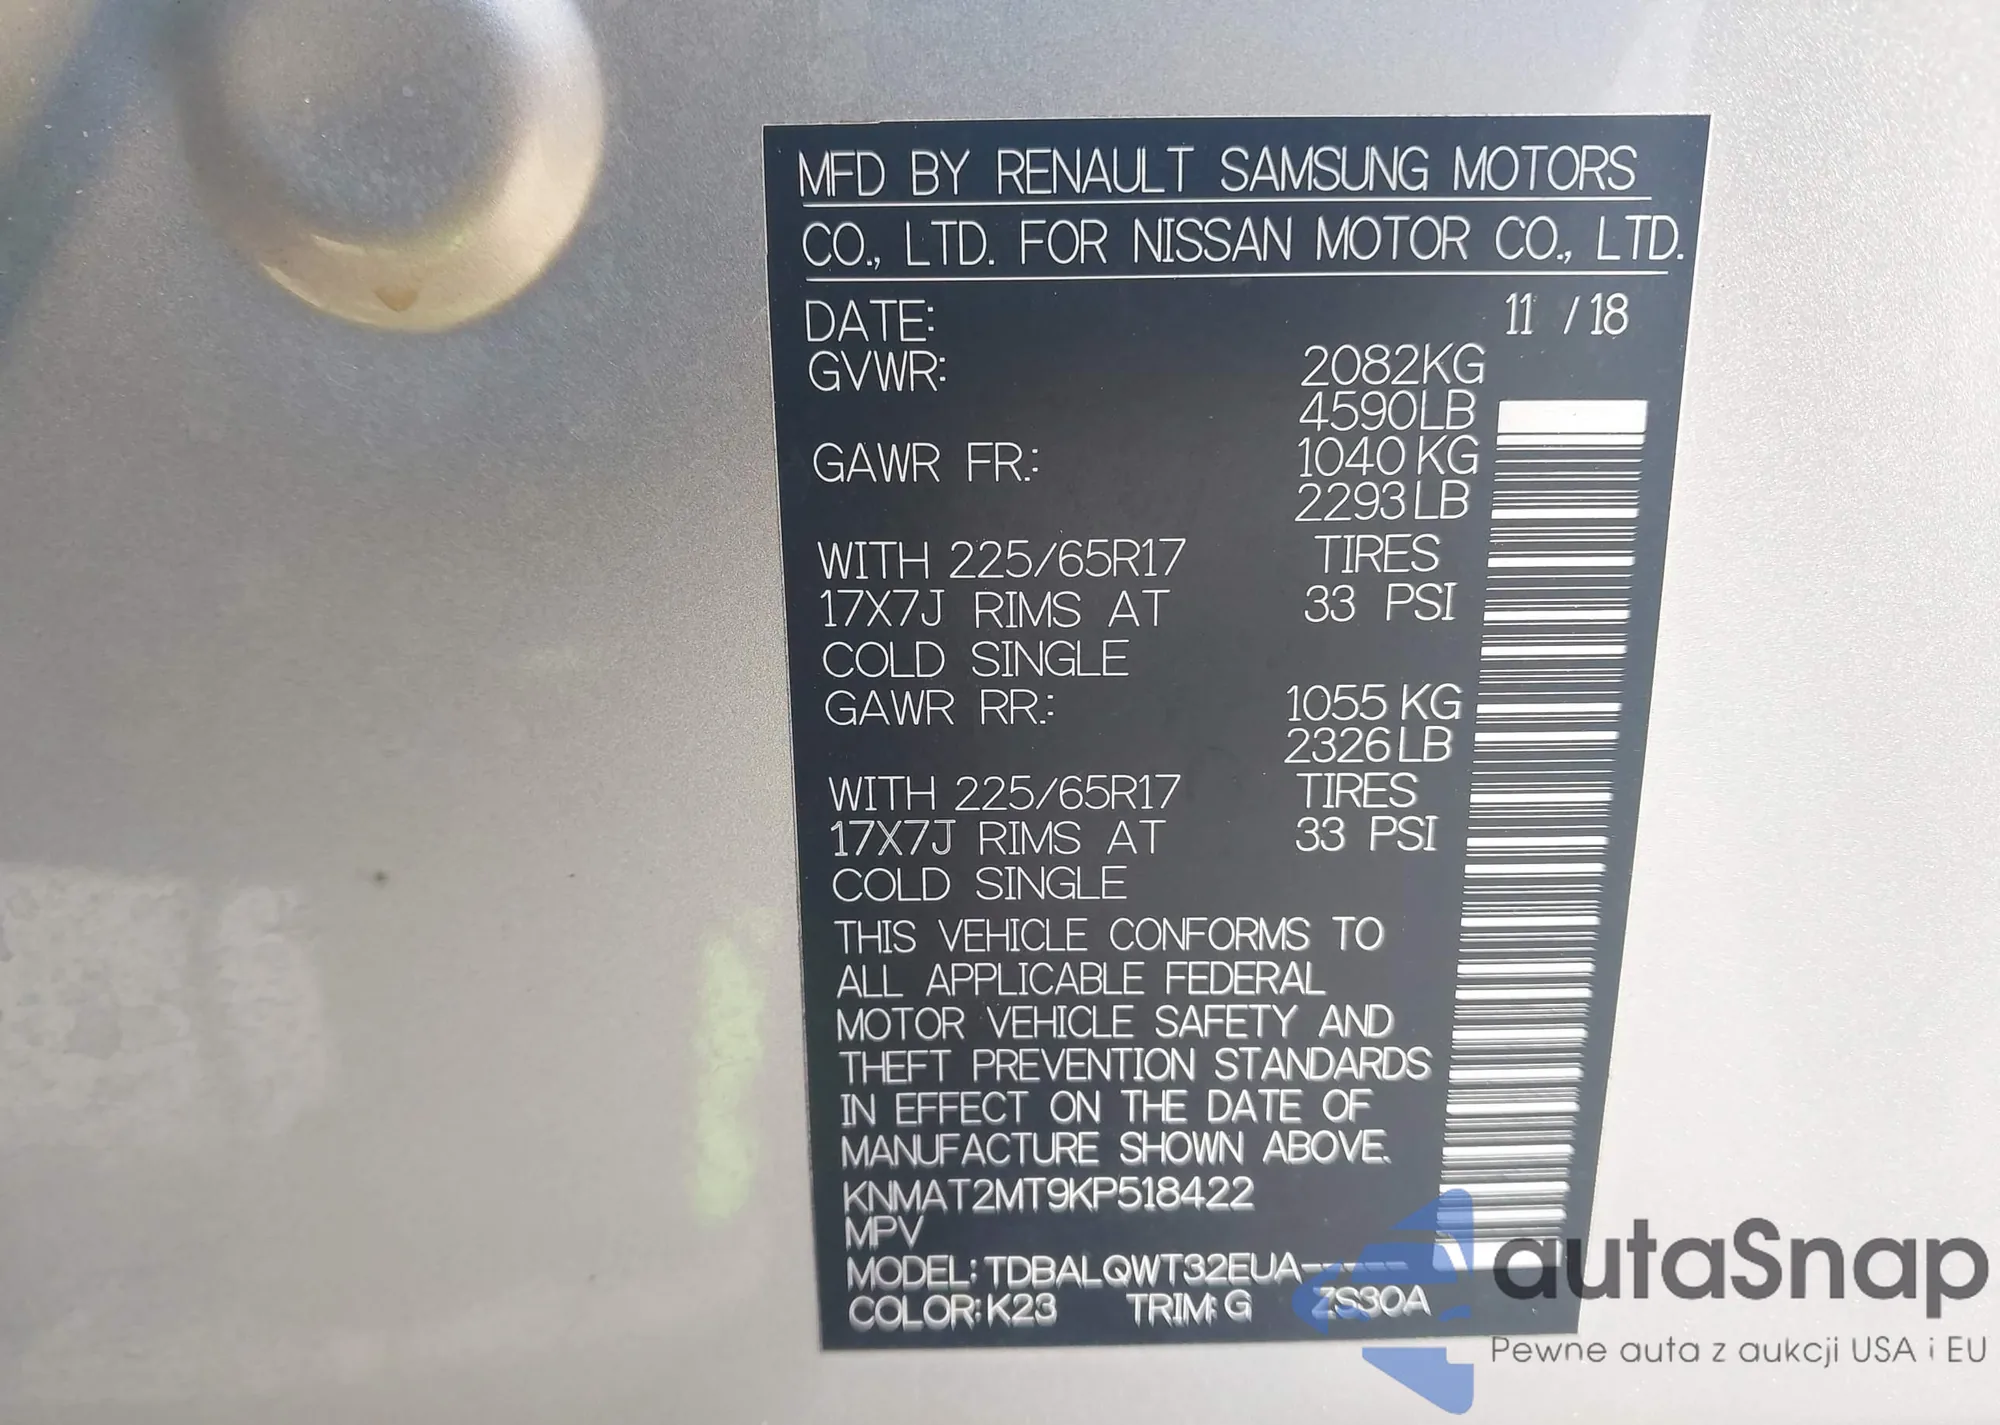 MFD BY RENAULT SAMSUNG MOTORS
CO., LTD. FOR NISSAN MOTOR CO., LTD.
DATE: 11 / 18
GVWR: 2082KG
4590LB
GAWR FR.: 1040 KG
2293LB
WITH 225/65R17 TIRES
17X7J RIMS AT 33 PSI
COLD SINGLE
GAWR RR.: 1055 KG
2326LB
WITH 225/65R17 TIRES
17X7J RIMS AT 33 PSI
COLD SINGLE
THIS VEHICLE CONFORMS TO
ALL APPLICABLE FEDERAL
MOTOR VEHICLE SAFETY AND
THEFT PREVENTION STANDARDS
IN EFFECT ON THE DATE OF
MANUFACTURE SHOWN ABOVE.
KNMAT2MT9KP518422
MPV
MODEL: TDBALQWT32EUA-----
COLOR: K23 TRIM: G ZS30A
autaSnap
Pewne auta z aukcji USA i EU